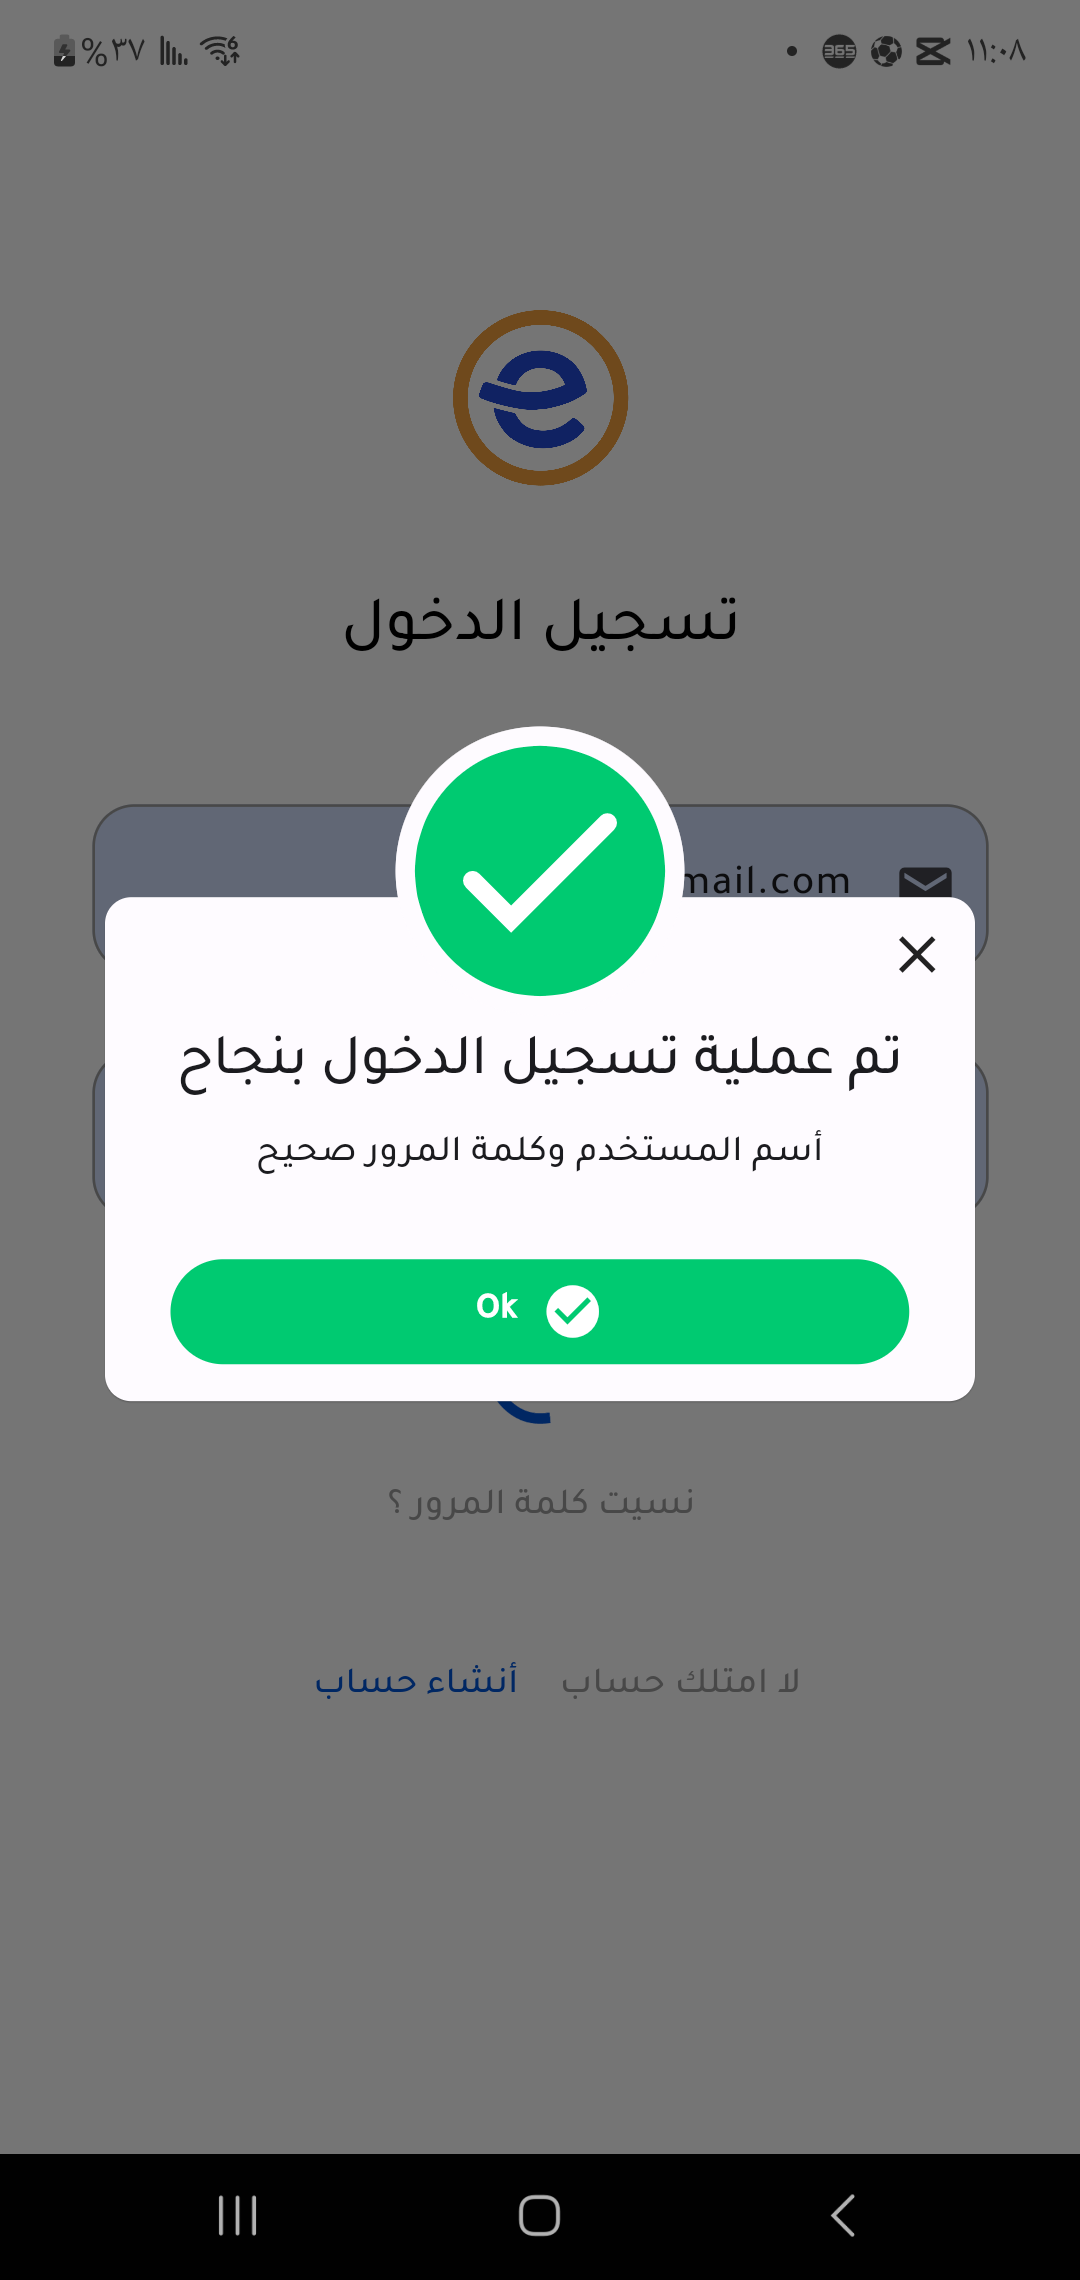 ١١:٠٨
%٣٧
تسجيل الدخول
mail.com
تم عملية تسجيل الدخول بنجاح
أسم المستخدم وكلمة المرور صحيح
Ok
نسيت كلمة المرور ؟
لا امتلك حساب أنشاء حساب